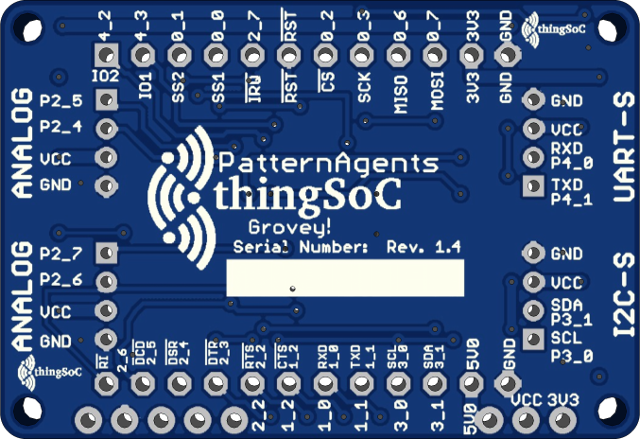 4_2 4_3 0_1 0_0 2_7 RST 0_2 0_3 0_6 0_7 3V3 GND
thingSoC
IO2 IO1 SS2 SS1 IRQ RST CS SCK MISO MOSI 3V3 GND
ANALOG
P2_5
P2_4
VCC
GND
UART-S
GND
VCC
RXD
P4_0
TXD
P4_1
PatternAgents
thingSoC
Grovey!
Serial Number: Rev. 1.4
ANALOG
P2_7
P2_6
VCC
GND
I2C-S
GND
VCC
SDA
P3_1
SCL
P3_0
thingSoC
RI DCD DSR DTR RTS CTS RXD TXD SCL SDA 5V0 GND
2_6 2_5 2_4 2_3 2_2 1_2 1_0 1_1 3_0 3_1
2_2 1_2 1_0 1_1 3_0 3_1 5V0
VCC 3V3